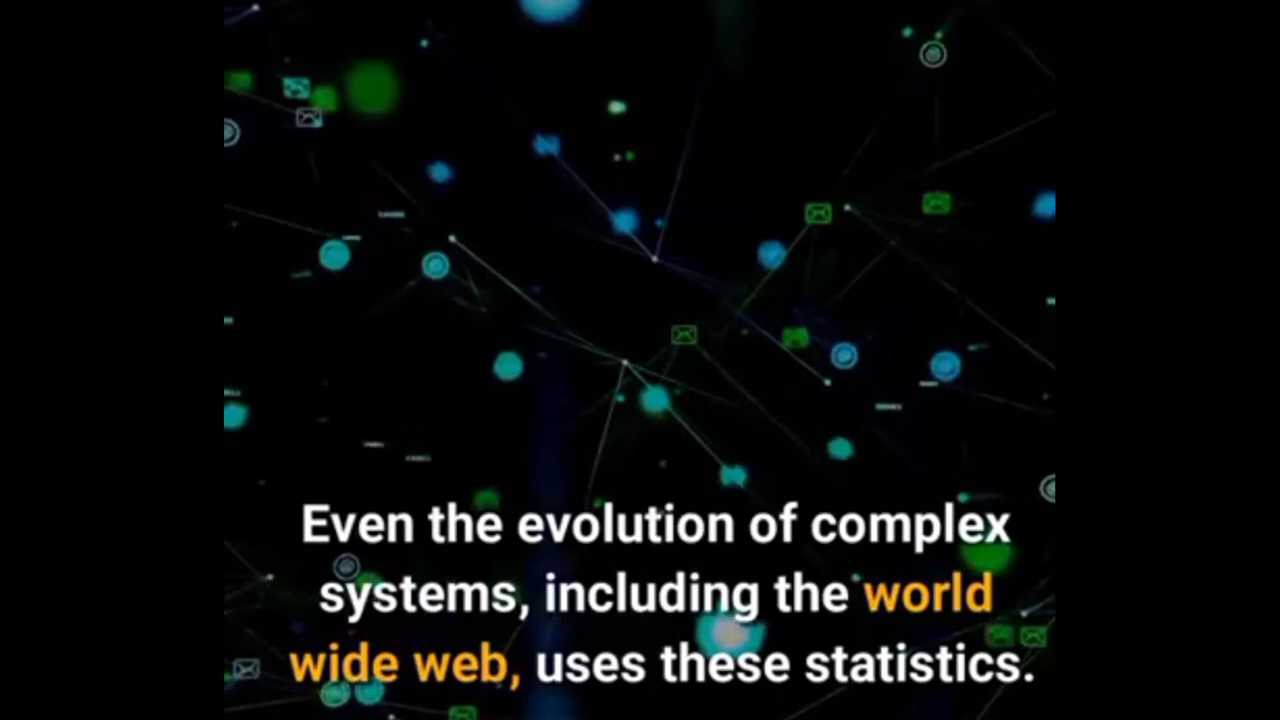 Even the evolution of complex
systems, including the world
wide web, uses these statistics.